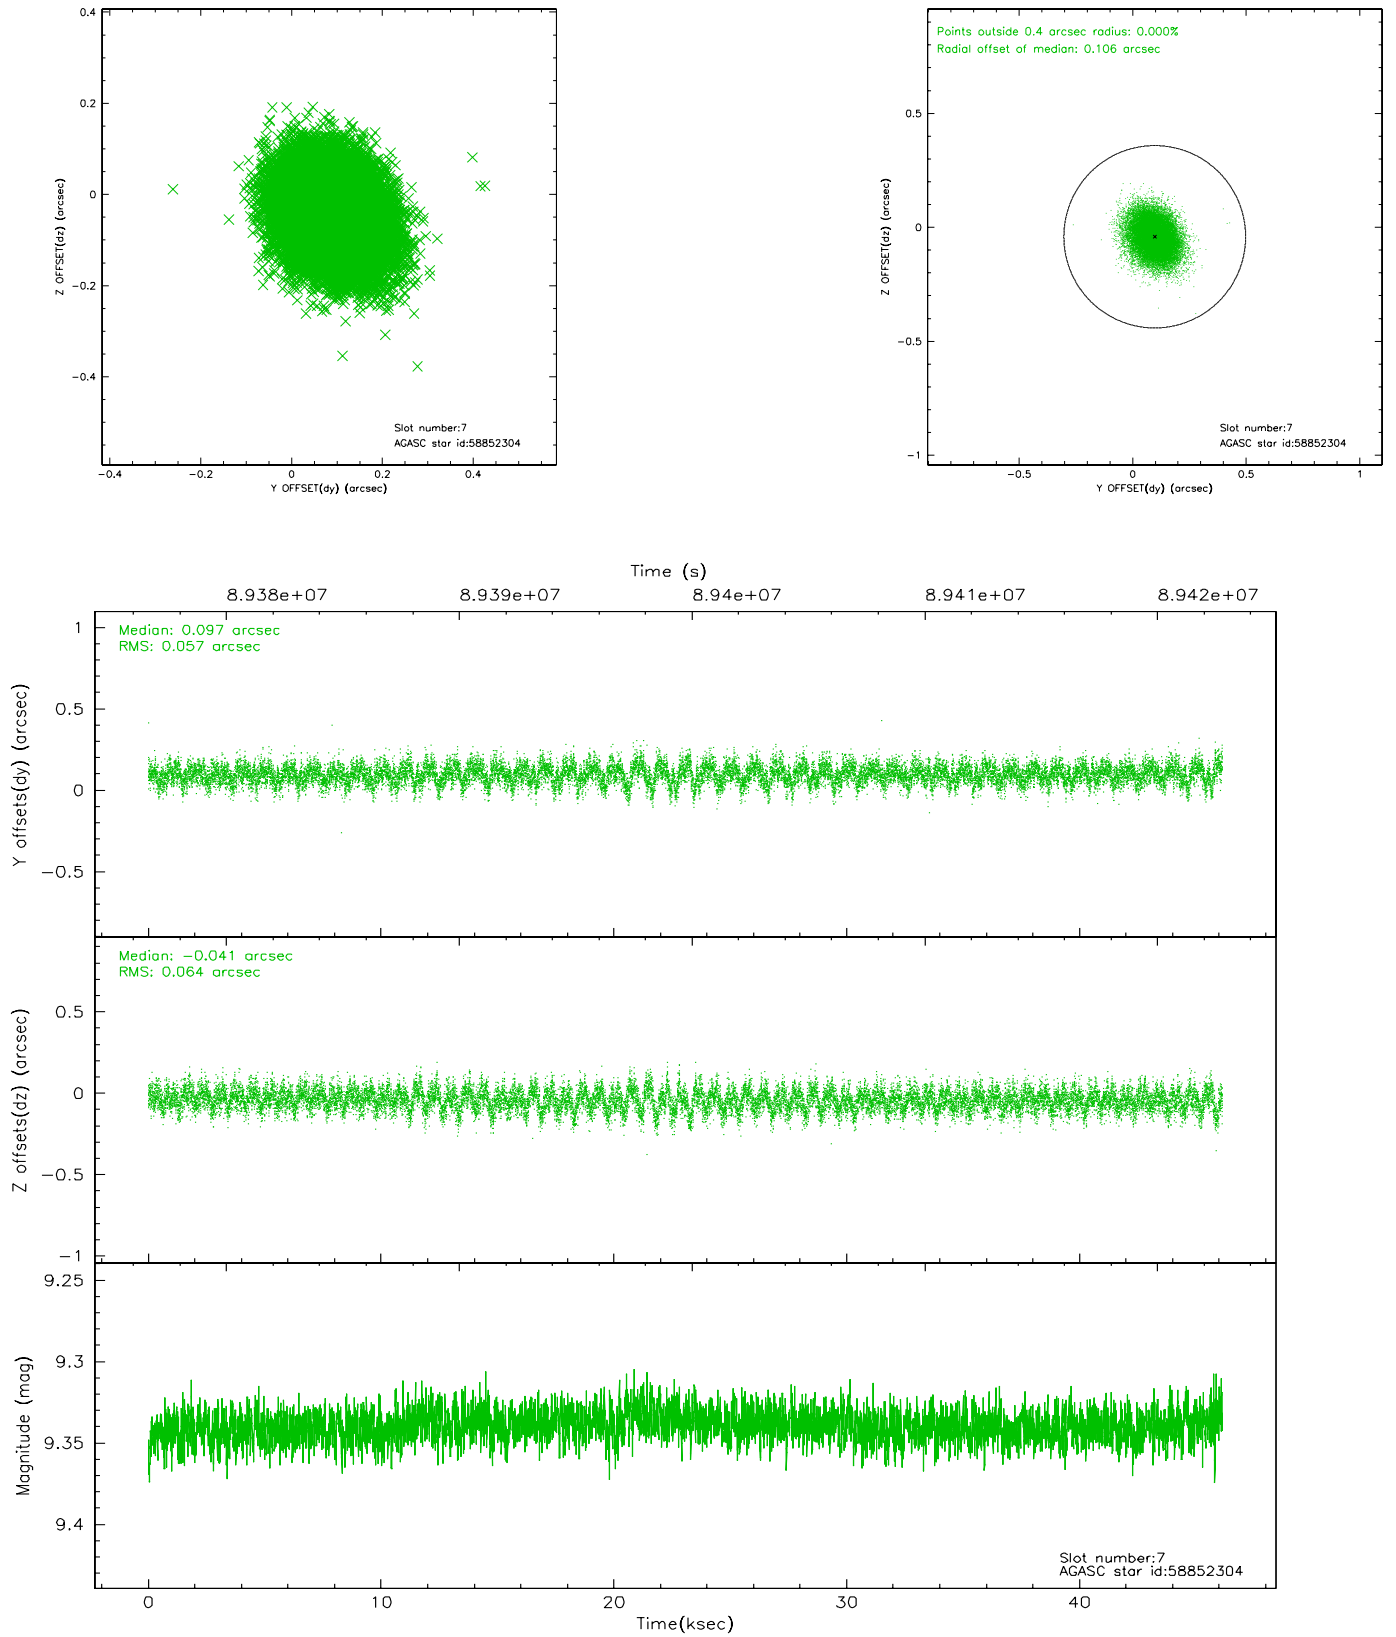 0.4
0.2
0
−0.2
−0.4
Z OFFSET(dz) (arcsec)
Slot number:7
AGASC star id:58852304
−0.4 −0.2 0 0.2 0.4
Y OFFSET(dy) (arcsec)
Points outside 0.4 arcsec radius: 0.000%
Radial offset of median: 0.106 arcsec
0.5
0
−0.5
−1
Z OFFSET(dz) (arcsec)
Slot number:7
AGASC star id:58852304
−0.5 0 0.5 1
Y OFFSET(dy) (arcsec)
Time (s)
8.938e+07 8.939e+07 8.94e+07 8.941e+07 8.942e+07
Median: 0.097 arcsec
RMS: 0.057 arcsec
1
0.5
0
−0.5
Y offsets(dy) (arcsec)
Median: −0.041 arcsec
RMS: 0.064 arcsec
0.5
0
−0.5
−1
Z offsets(dz) (arcsec)
9.25
9.3
9.35
9.4
Magnitude (mag)
Slot number:7
AGASC star id:58852304
0 10 20 30 40
Time(ksec)